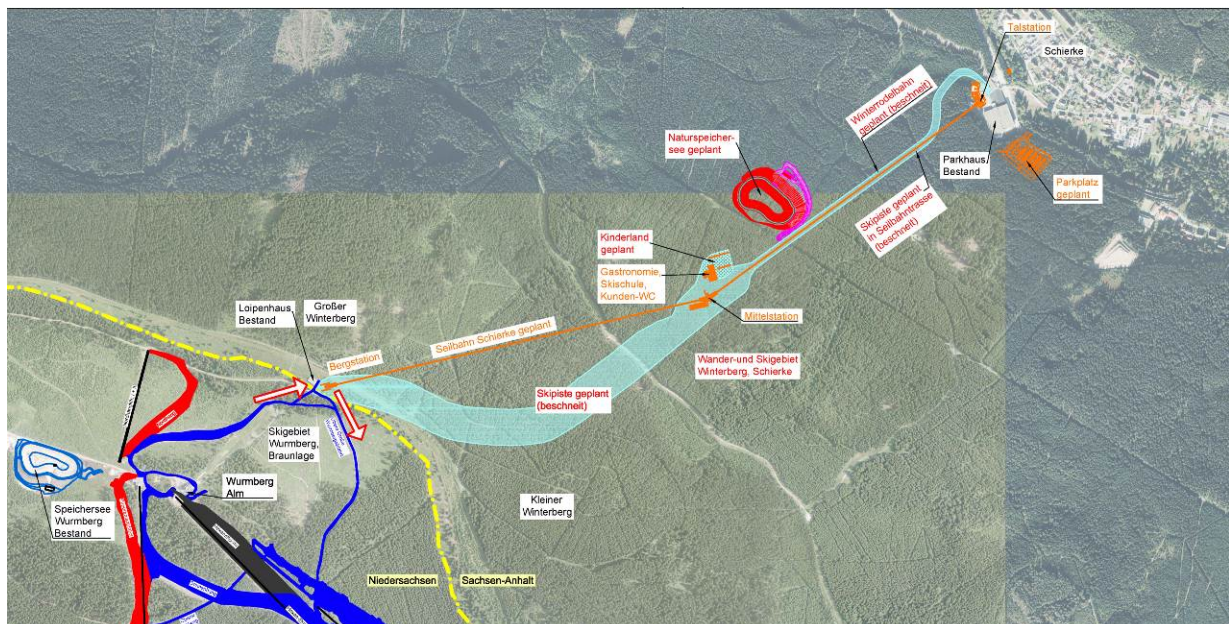 Talstation
Schierke
Winterrodelbahn
geplant (beschneit)
Naturspeicher-
see geplant
Parkhaus,
Bestand
Parkplatz
geplant
Skipiste geplant
in Seilbahntrasse
(beschneit)
Kinderland
geplant
Gastronomie,
Skischule,
Kunden-WC
Loipenhaus,
Bestand
Großer
Winterberg
Mittelstation
Seilbahn Schierke geplant
Bergstation
Wander-und Skigebiet
Winterberg, Schierke
Skipiste geplant
(beschneit)
Skigebiet
Wurmberg,
Braunlage
Wurmberg
Alm
Speichersee
Wurmberg
Bestand
Kleiner
Winterberg
Niedersachsen
Sachsen-Anhalt